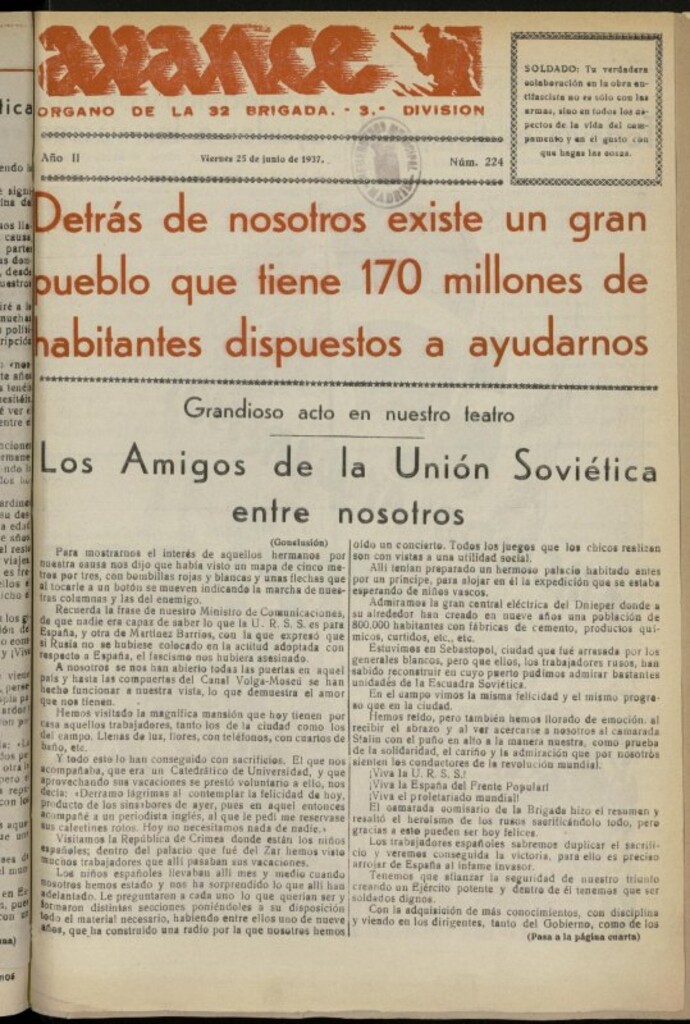 avance
ORGANO DE LA 32 BRIGADA. - 3.ª DIVISION
SOLDADO: Tu verdadera
colaboración en la obra an-
tifascista no es sólo con las
armas, sino en todos los as-
pectos de la vida del cam-
pamento y en el gusto con
que hagas las cosas.
Año II
Viernes 25 de junio de 1937.
Núm. 224
Detrás de nosotros existe un gran
pueblo que tiene 170 millones de
habitantes dispuestos a ayudarnos
Grandioso acto en nuestro teatro
Los Amigos de la Unión Soviética
entre nosotros
(Conclusión)
Para mostrarnos el interés de aquellos hermanos por
nuestra causa nos dijo que había visto un mapa de cinco me-
tros por tres, con bombillas rojas y blancas y unas flechas que
al tocarle a un botón se mueven indicando la marcha de nues-
tras columnas y las del enemigo.
Recuerda la frase de nuestro Ministro de Comunicaciones,
de que nadie era capaz de saber lo que la U. R. S. S. es para
España, y otra de Martínez Barrios, con la que expresó que
si Rusia no se hubiese colocado en la actitud adoptada con
respecto a España, el fascismo nos hubiera asesinado.
A nosotros se nos han abierto todas las puertas en aquel
país y hasta las compuertas del Canal Volga-Moscú se han
hecho funcionar a nuestra vista, lo que demuestra el amor
que nos tienen.
Hemos visitado la magnífica mansión que hoy tienen por
casa aquellos trabajadores, tanto los de la ciudad como los
del campo. Llenas de luz, flores, con teléfonos, con cuartos de
baño, etc.
Y todo esto lo han conseguido con sacrificios. El que nos
acompañaba, que era un Catedrático de Universidad, y que
aprovechando sus vacaciones se prestó voluntario a ello, nos
decía: «Derramo lágrimas al contemplar la felicidad de hoy,
producto de los sinsabores de ayer, pues en aquel entonces
acompañé a un periodista inglés, al que le pedí me reservase
sus calcetines rotos. Hoy no necesitamos nada de nadie.»
Visitamos la República de Crimea donde están los niños
españoles; dentro del palacio que fué del Zar hemos visto
muchos trabajadores que allí pasaban sus vacaciones.
Los niños españoles llevaban allí mes y medio cuando
nosotros hemos estado y nos ha sorprendido lo que allí han
adelantado. Le preguntaron a cada uno lo que querían ser y
formaron distintas secciones poniéndoles a su disposición
todo el material necesario, habiendo entre ellos uno de nueve
años, que ha construído una radio por la que nosotros hemos
oído un concierto. Todos los juegos que los chicos realizan
son con vistas a una utilidad social.
Allí tenían preparado un hermoso palacio habitado antes
por un príncipe, para alojar en él la expedición que se estaba
esperando de niños vascos.
Admiramos la gran central eléctrica del Dnieper donde a
su alrededor han creado en nueve años una población de
800.000 habitantes con fábricas de cemento, productos quí-
micos, curtidos, etc., etc.
Estuvimos en Sebastopol, ciudad que fué arrasada por los
generales blancos, pero que ellos, los trabajadores rusos, han
sabido reconstruir en cuyo puerto pudimos admirar bastantes
unidades de la Escuadra Soviética.
En el campo vimos la misma felicidad y el mismo progre-
so que en la ciudad.
Hemos reído, pero también hemos llorado de emoción, al
recibir el abrazo y al ver acercarse a nosotros al camarada
Stalin con el puño en alto a la manera nuestra, como prueba
de la solidaridad, el cariño y la admiración que por nosotros
sienten los conductores de la revolución mundial.
¡Viva la U. R. S. S.!
¡Viva la España del Frente Popular!
¡Viva el proletariado mundial!
El camarada comisario de la Brigada hizo el resumen y
resaltó el heroísmo de los rusos sacrificándolo todo, pero
gracias a esto pueden ser hoy felices.
Los trabajadores españoles sabremos duplicar el sacrifi-
cio y veremos conseguida la victoria, para ello es preciso
arrojar de España al infame invasor.
Tenemos que afianzar la seguridad de nuestro triunfo
creando un Ejército potente y dentro de él tenemos que ser
soldados dignos.
Con la adquisición de más conocimientos, con disciplina
y viendo en los dirigentes, tanto del Gobierno, como de los
(Pasa a la página cuarta)